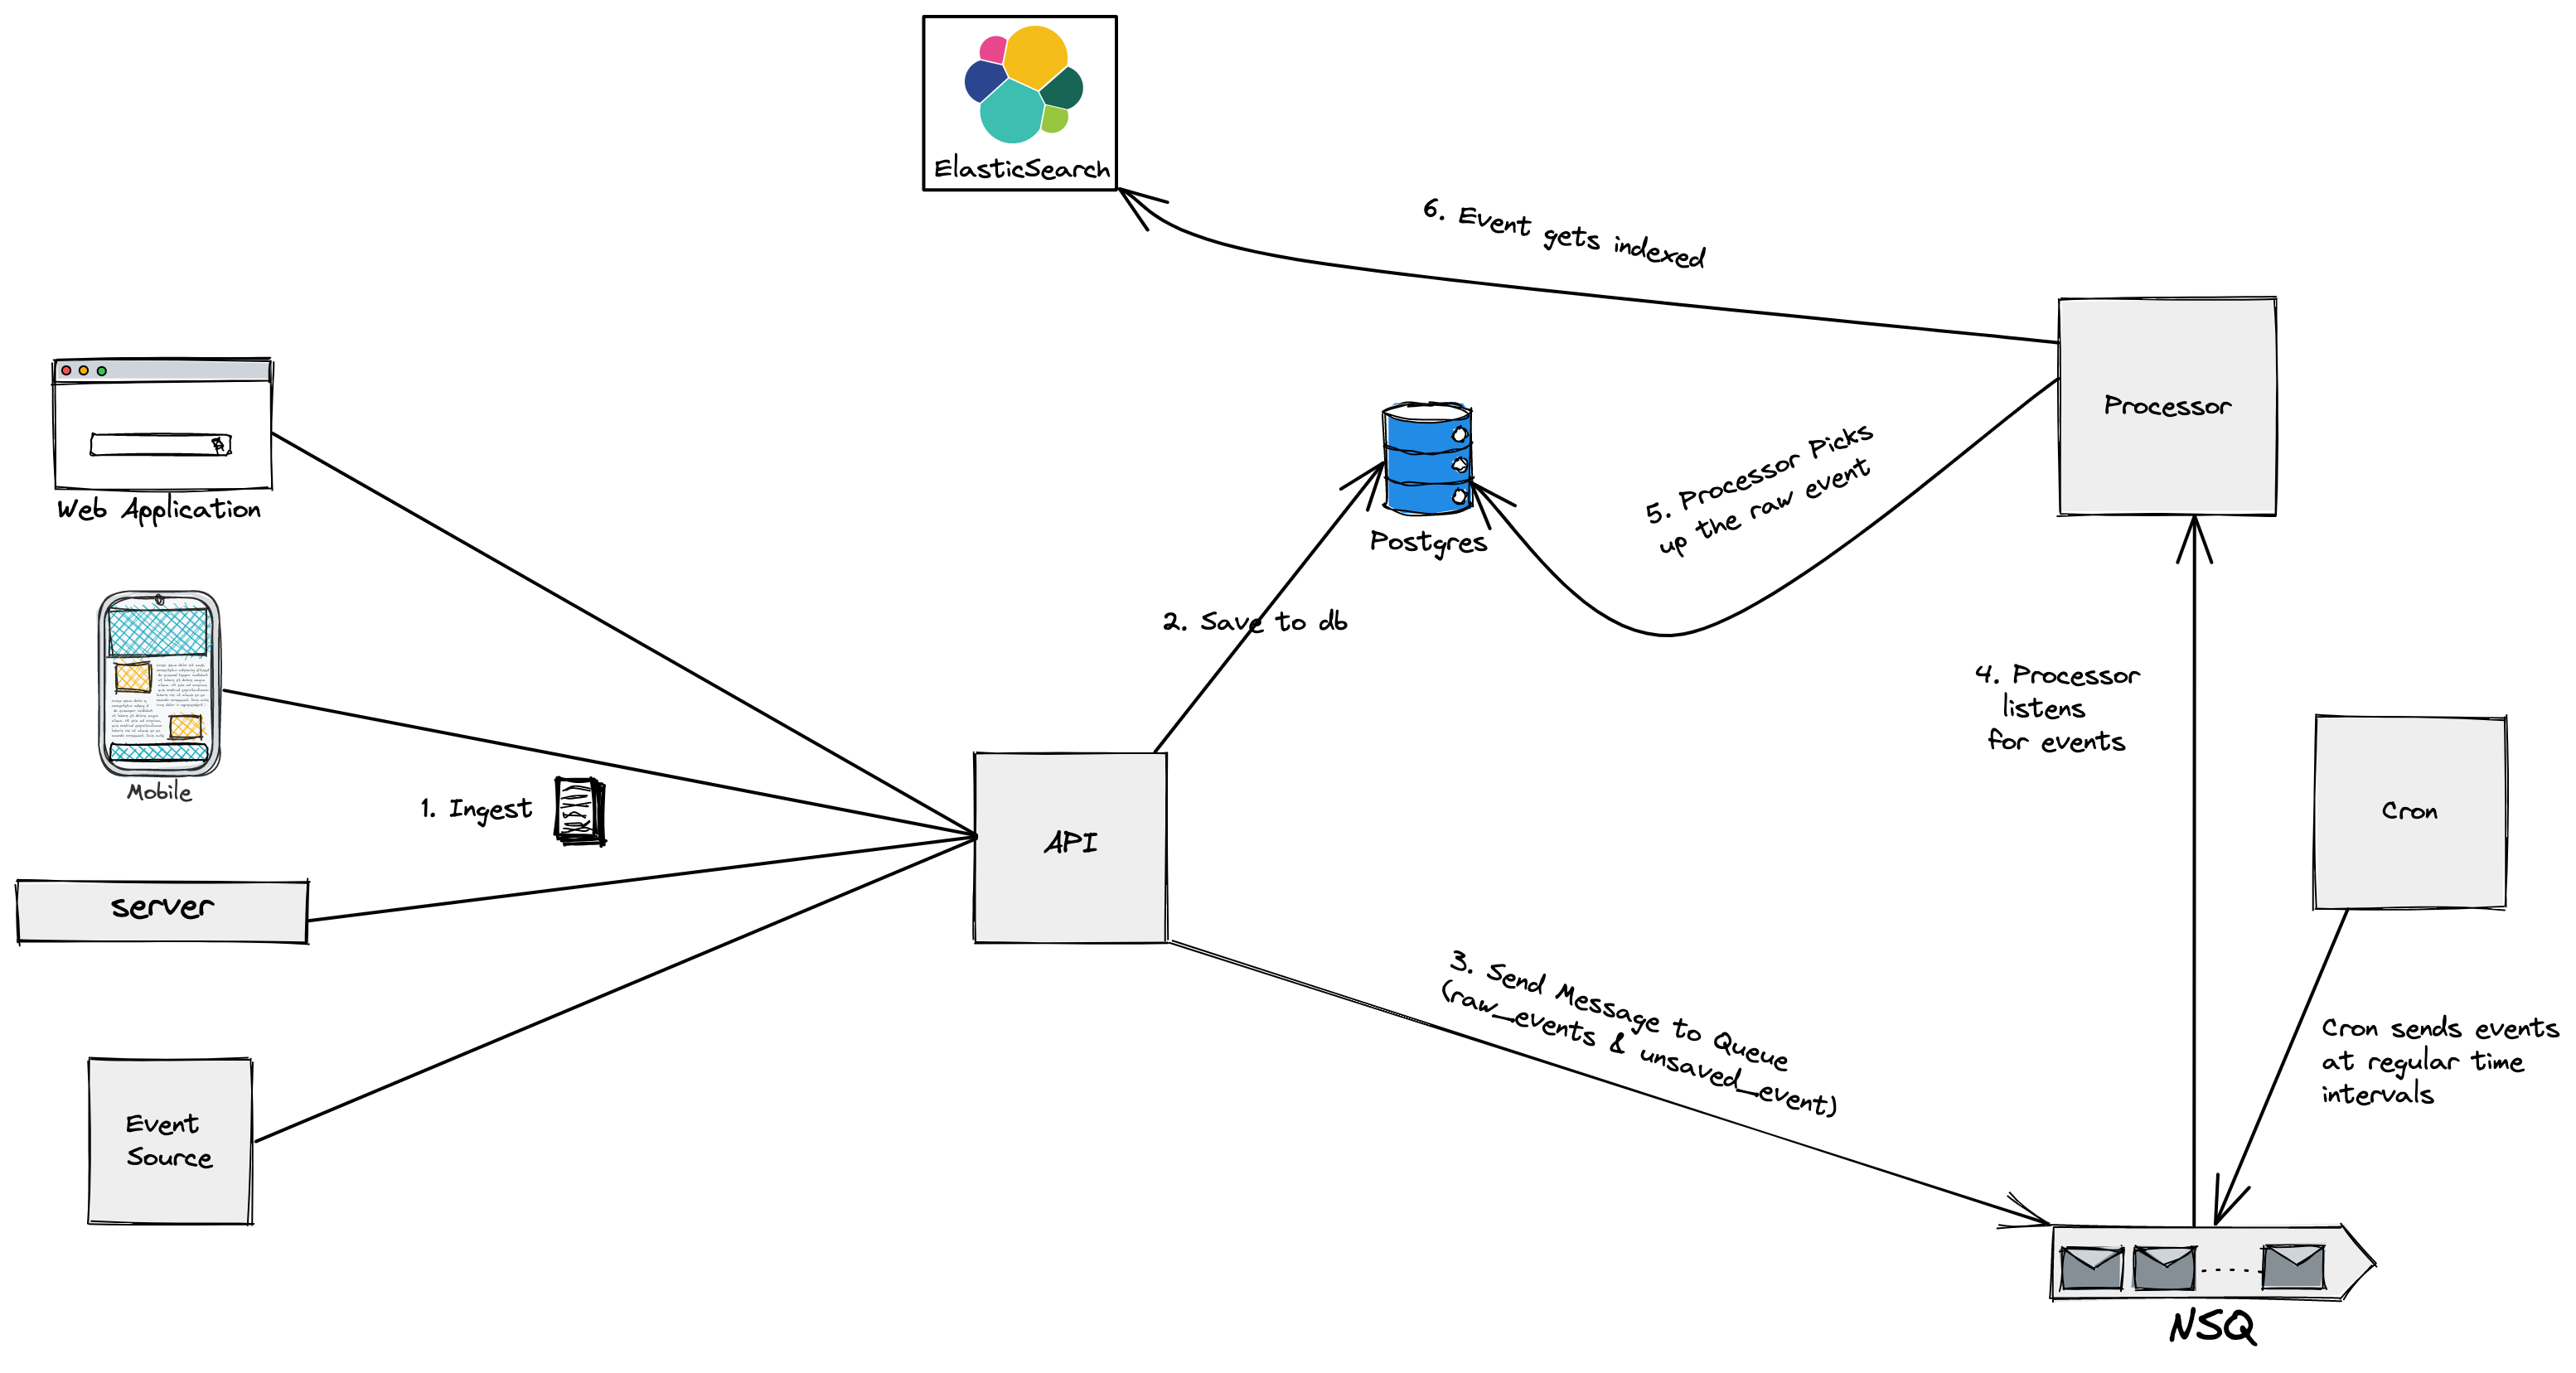 ElasticSearch
6. Event gets indexed
Processor
Web Application
Postgres
5. Processor Picks
up the raw event
2. Save to db
4. Processor
listens
for events
Mobile
1. Ingest
API
Cron
server
3. Send Message to Queue
(raw_events & unsaved_event)
Cron sends events
at regular time
intervals
Event
Source
NSQ